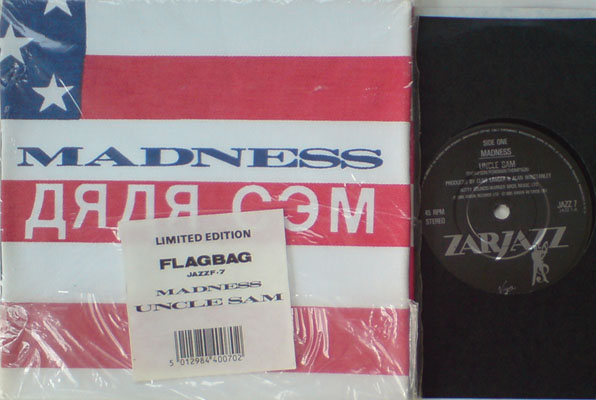 MADNESS
ДЯДЯ СЭМ
LIMITED EDITION
FLAGBAG
JAZZF-7
MADNESS
UNCLE SAM
5 012984 400702
SIDE ONE
MADNESS
UNCLE SAM
45 RPM
STEREO
JAZZ 7
ZARJAZZ
Virgin